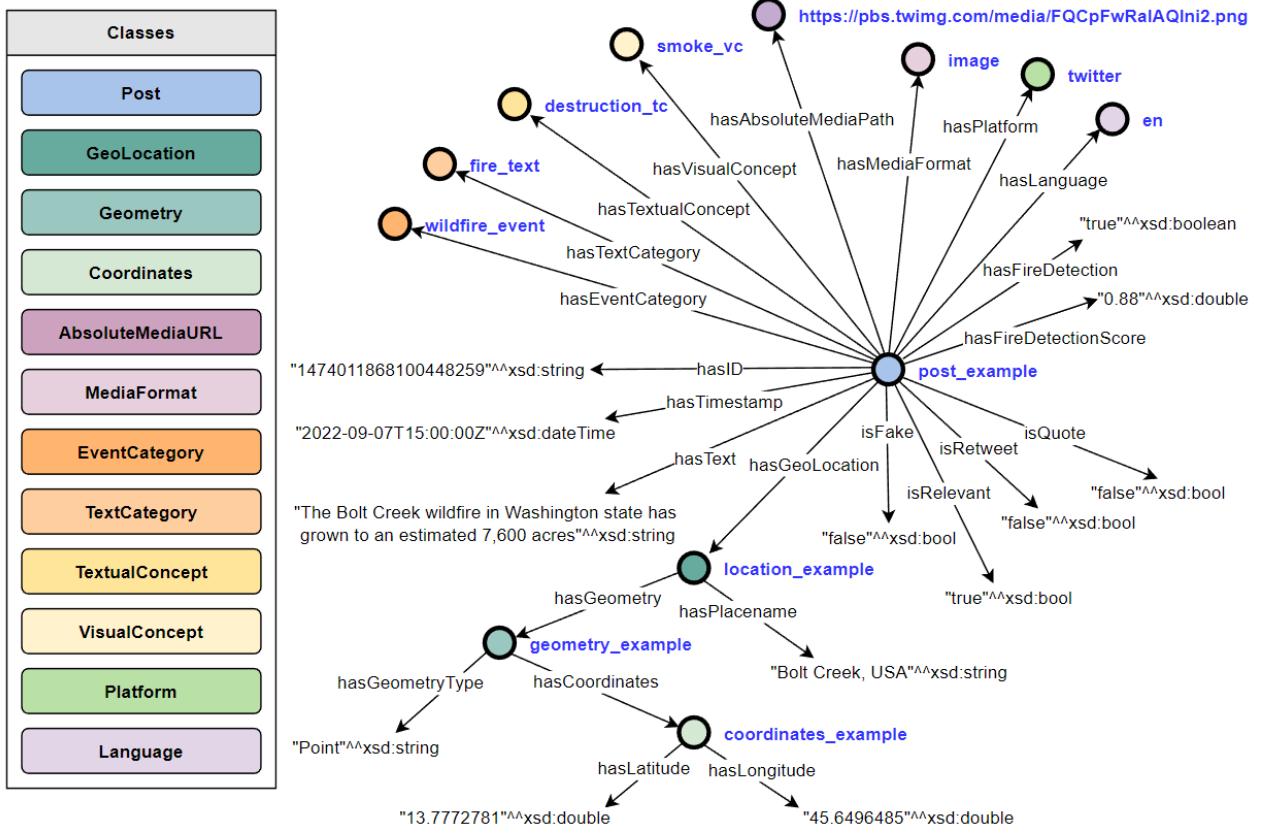 Classes
Post
GeoLocation
Geometry
Coordinates
AbsoluteMediaURL
MediaFormat
EventCategory
TextCategory
TextualConcept
VisualConcept
Platform
Language
https://pbs.twimg.com/media/FQCpFwRaIAQIni2.png
smoke_vc
image
twitter
destruction_tc
en
fire_text
wildfire_event
hasAbsoluteMediaPath
hasPlatform
hasMediaFormat
hasVisualConcept
hasLanguage
hasTextualConcept
"true"^^xsd:boolean
hasTextCategory
hasFireDetection
hasEventCategory
"0.88"^^xsd:double
hasFireDetectionScore
"1474011868100448259"^^xsd:string
hasID
post_example
hasTimestamp
"2022-09-07T15:00:00Z"^^xsd:dateTime
isFake
isQuote
isRetweet
hasText
hasGeoLocation
isRelevant
"false"^^xsd:bool
"The Bolt Creek wildfire in Washington state has
grown to an estimated 7,600 acres"^^xsd:string
"false"^^xsd:bool
"false"^^xsd:bool
location_example
hasGeometry
hasPlacename
"true"^^xsd:bool
geometry_example
"Bolt Creek, USA"^^xsd:string
hasGeometryType
hasCoordinates
"Point"^^xsd:string
coordinates_example
hasLatitude
hasLongitude
"13.7772781"^^xsd:double
"45.6496485"^^xsd:double